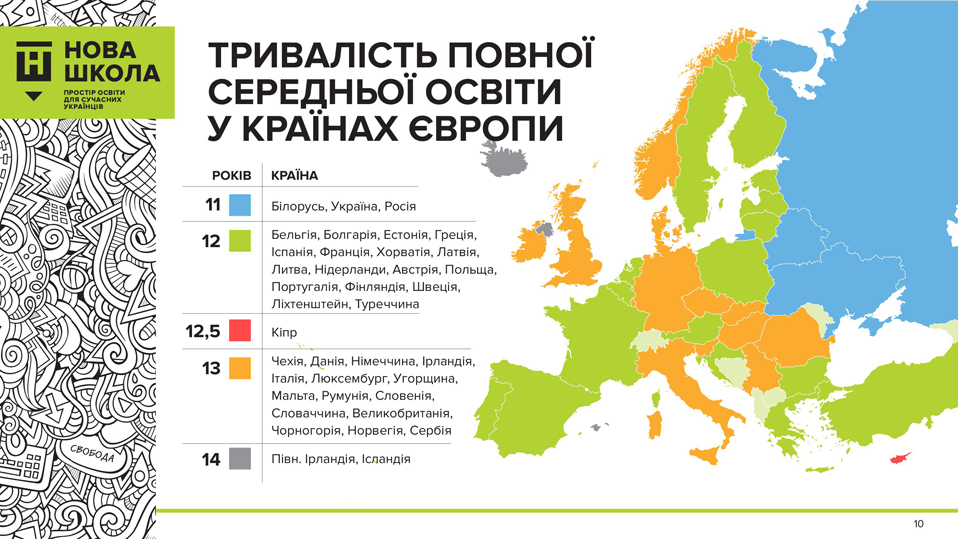 НОВА
ШКОЛА
ПРОСТІР ОСВІТИ
ДЛЯ СУЧАСНИХ
УКРАЇНЦІВ
ТРИВАЛІСТЬ ПОВНОЇ
СЕРЕДНЬОЇ ОСВІТИ
У КРАЇНАХ ЄВРОПИ
РОКІВ КРАЇНА
11 Білорусь, Україна, Росія
12 Бельгія, Болгарія, Естонія, Греція,
Іспанія, Франція, Хорватія, Латвія,
Литва, Нідерланди, Австрія, Польща,
Португалія, Фінляндія, Швеція,
Ліхтенштейн, Туреччина
12,5 Кіпр
13 Чехія, Данія, Німеччина, Ірландія,
Італія, Люксембург, Угорщина,
Мальта, Румунія, Словенія,
Словаччина, Великобританія,
Чорногорія, Норвегія, Сербія
14 Півн. Ірландія, Ісландія
СВОБОДА
10